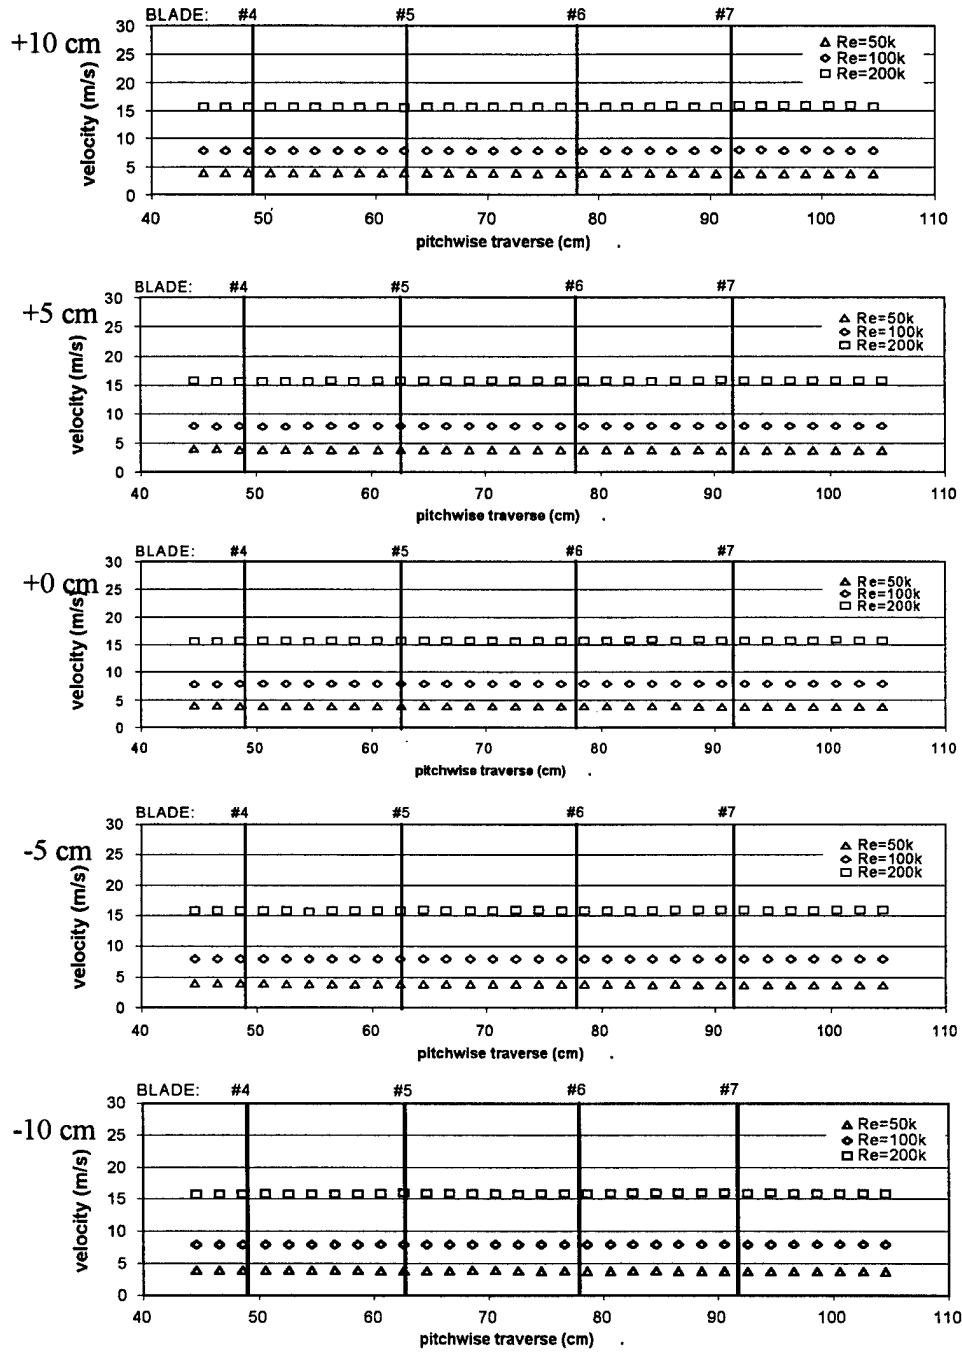 BLADE: #4 #5 #6 #7
+10 cm
30
25
20
15
10
5
0
velocity (m/s)
Re=50k
Re=100k
Re=200k
40 50 60 70 80 90 100 110
pitchwise traverse (cm)
BLADE: #4 #5 #6 #7
+5 cm
30
25
20
15
10
5
0
velocity (m/s)
Re=50k
Re=100k
Re=200k
40 50 60 70 80 90 100 110
pitchwise traverse (cm)
BLADE: #4 #5 #6 #7
+0 cm
30
25
20
15
10
5
0
velocity (m/s)
Re=50k
Re=100k
Re=200k
40 50 60 70 80 90 100 110
pitchwise traverse (cm)
BLADE: #4 #5 #6 #7
-5 cm
30
25
20
15
10
5
0
velocity (m/s)
Re=50k
Re=100k
Re=200k
40 50 60 70 80 90 100 110
pitchwise traverse (cm)
BLADE: #4 #5 #6 #7
-10 cm
30
25
20
15
10
5
0
velocity (m/s)
Re=50k
Re=100k
Re=200k
40 50 60 70 80 90 100 110
pitchwise traverse (cm)